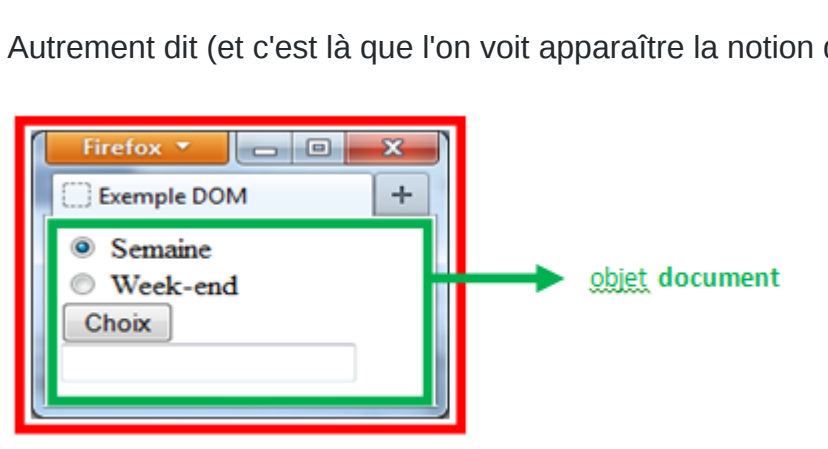 Autrement dit (et c'est là que l'on voit apparaître la notion
Firefox
Exemple DOM
Semaine
Week-end
Choix
objet document